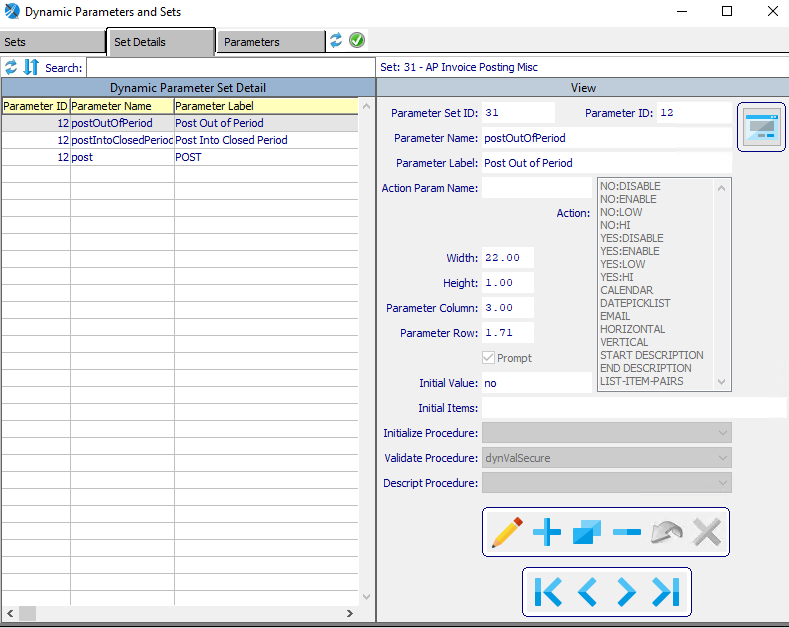 Dynamic Parameters and Sets
Sets
Set Details
Parameters
Search:
Set: 31 - AP Invoice Posting Misc
Dynamic Parameter Set Detail
Parameter ID Parameter Name Parameter Label
12 postOutOfPeriod Post Out of Period
12 postIntoClosedPeriod Post Into Closed Period
12 post POST
View
Parameter Set ID: 31 Parameter ID: 12
Parameter Name: postOutOfPeriod
Parameter Label: Post Out of Period
Action Param Name:
Action:
NO:DISABLE
NO:ENABLE
NO:LOW
NO:HI
YES:DISABLE
YES:ENABLE
YES:LOW
YES:HI
CALENDAR
DATEPICKLIST
EMAIL
HORIZONTAL
VERTICAL
START DESCRIPTION
END DESCRIPTION
LIST-ITEM-PAIRS
Width: 22.00
Height: 1.00
Parameter Column: 3.00
Parameter Row: 1.71
Prompt
Initial Value: no
Initial Items:
Initialize Procedure:
Validate Procedure: dynValSecure
Descript Procedure: